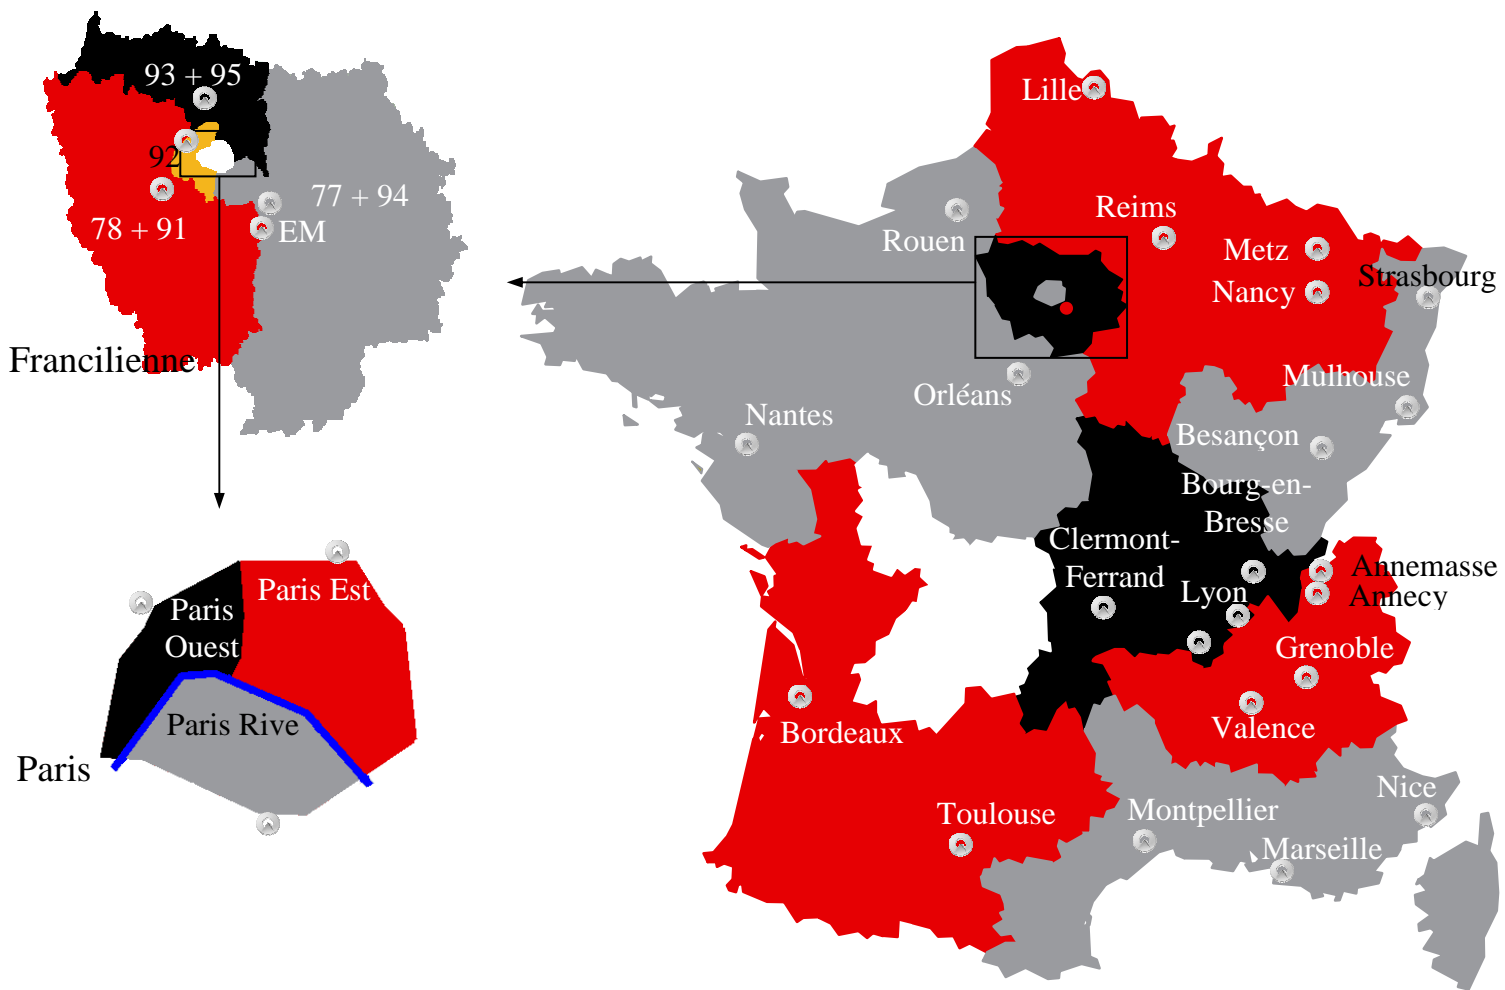 93 + 95
92
77 + 94
78 + 91
EM
Francilienne
Paris Est
Paris
Ouest
Paris Rive
Paris
Lille
Reims
Rouen
Metz
Strasbourg
Nancy
Orléans
Mulhouse
Nantes
Besançon
Bourg-en-
Bresse
Clermont-
Ferrand
Annemasse
Lyon
Annecy
Grenoble
Valence
Bordeaux
Nice
Toulouse
Montpellier
Marseille